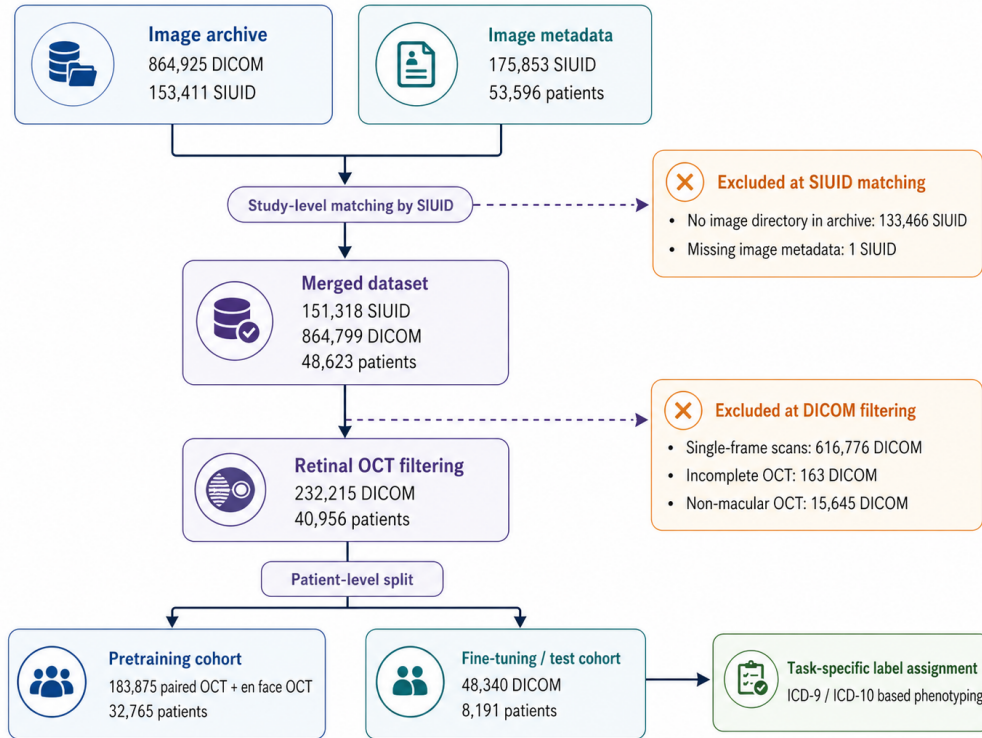 Image archive
864,925 DICOM
153,411 SIUID
Image metadata
175,853 SIUID
53,596 patients
Study-level matching by SIUID
Excluded at SIUID matching
• No image directory in archive: 133,466 SIUID
• Missing image metadata: 1 SIUID
Merged dataset
151,318 SIUID
864,799 DICOM
48,623 patients
Excluded at DICOM filtering
• Single-frame scans: 616,776 DICOM
• Incomplete OCT: 163 DICOM
• Non-macular OCT: 15,645 DICOM
Retinal OCT filtering
232,215 DICOM
40,956 patients
Patient-level split
Pretraining cohort
183,875 paired OCT + en face OCT
32,765 patients
Fine-tuning / test cohort
48,340 DICOM
8,191 patients
Task-specific label assignment
ICD-9 / ICD-10 based phenotyping